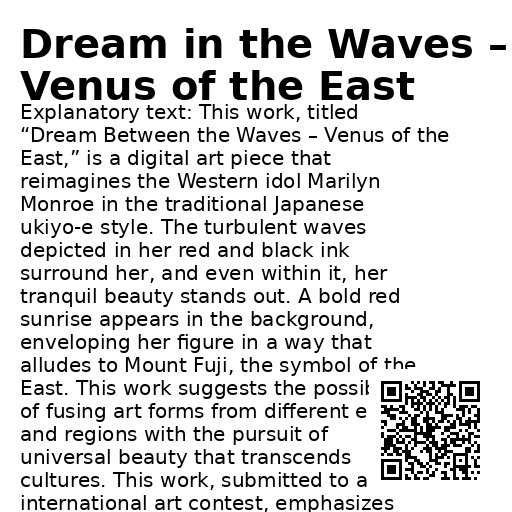 Dream in the Waves –
Venus of the East
Explanatory text: This work, titled
“Dream Between the Waves – Venus of the
East,” is a digital art piece that
reimagines the Western idol Marilyn
Monroe in the traditional Japanese
ukiyo-e style. The turbulent waves
depicted in her red and black ink
surround her, and even within it, her
tranquil beauty stands out. A bold red
sunrise appears in the background,
enveloping her figure in a way that
alludes to Mount Fuji, the symbol of the
East. This work suggests the
of fusing art forms from different
and regions with the pursuit of
universal beauty that transcends
cultures. This work, submitted to a
international art contest, emphasizes